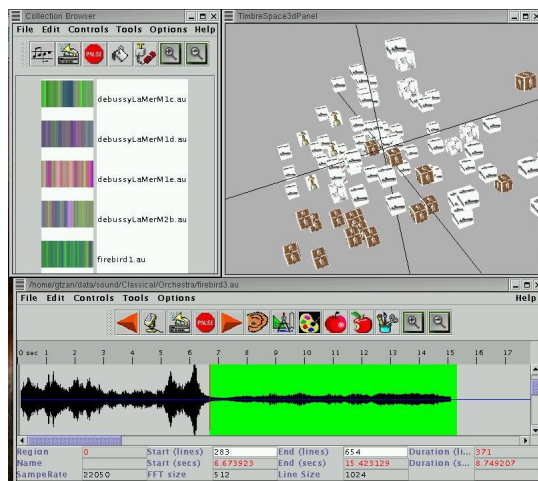 Collection Browser
File Edit Controls Tools Options Help
PAUSE
debussyLaMerM1c.au
debussyLaMerM1d.au
debussyLaMerM1e.au
debussyLaMerM2b.au
firebird1.au
TimbreSpace3dPanel
/home/gtzan/data/sound/Classical/Orchestra/firebird3.au
File Edit Controls Tools Options Help
PAUSE
0 sec 1 2 3 4 5 6 7 8 9 10 11 12 13 14 15 16 17
Region 0 Start (lines) 283 End (lines) 654 Duration (li... 371
Name Start (secs) 6.673923 End (secs) 15.423129 Duration (s... 8.749207
SampeRate 22050 FFT size 512 Line Size 1024